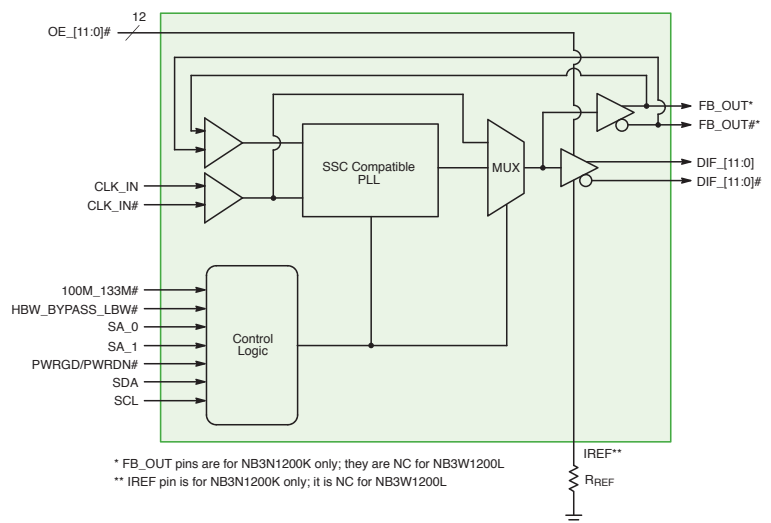 12
OE_[11:0]#
FB_OUT*
FB_OUT#*
SSC Compatible
PLL
MUX
DIF_[11:0]
DIF_[11:0]#
CLK_IN
CLK_IN#
100M_133M#
HBW_BYPASS_LBW#
SA_0
SA_1
PWRGD/PWRDN#
SDA
SCL
Control
Logic
IREF**
RREF
* FB_OUT pins are for NB3N1200K only; they are NC for NB3W1200L
** IREF pin is for NB3N1200K only; it is NC for NB3W1200L